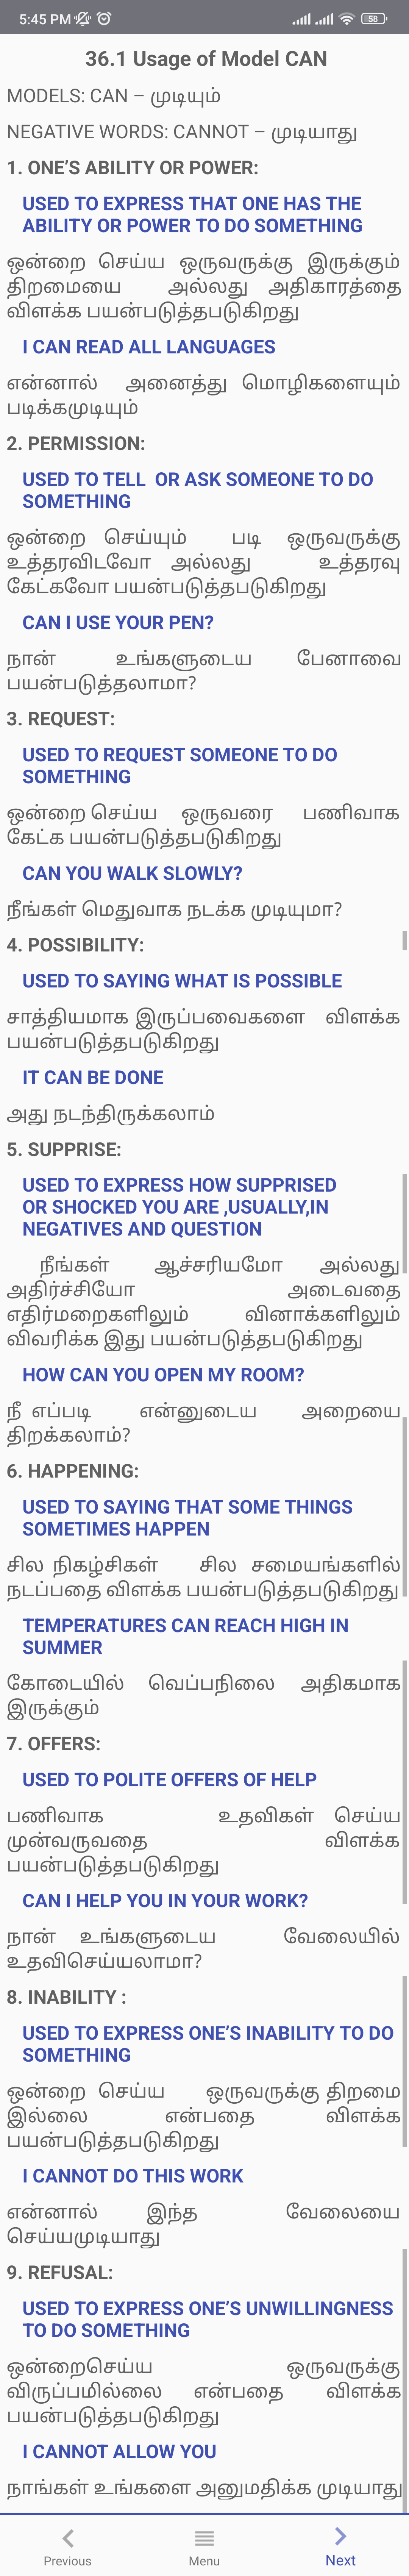 5:45 PM
58
36.1 Usage of Model CAN
MODELS: CAN – முடியும்
NEGATIVE WORDS: CANNOT – முடியாது
1. ONE’S ABILITY OR POWER:
USED TO EXPRESS THAT ONE HAS THE
ABILITY OR POWER TO DO SOMETHING
ஒன்றை செய்ய ஒருவருக்கு இருக்கும்
திறமையை அல்லது அதிகாரத்தை
விளக்க பயன்படுத்தபடுகிறது
I CAN READ ALL LANGUAGES
என்னால் அனைத்து மொழிகளையும்
படிக்கமுடியும்
2. PERMISSION:
USED TO TELL OR ASK SOMEONE TO DO
SOMETHING
ஒன்றை செய்யும் படி ஒருவருக்கு
உத்தரவிடவோ அல்லது உத்தரவு
கேட்கவோ பயன்படுத்தபடுகிறது
CAN I USE YOUR PEN?
நான் உங்களுடைய பேனாவை
பயன்படுத்தலாமா?
3. REQUEST:
USED TO REQUEST SOMEONE TO DO
SOMETHING
ஒன்றை செய்ய ஒருவரை பணிவாக
கேட்க பயன்படுத்தபடுகிறது
CAN YOU WALK SLOWLY?
நீங்கள் மெதுவாக நடக்க முடியுமா?
4. POSSIBILITY:
USED TO SAYING WHAT IS POSSIBLE
சாத்தியமாக இருப்பவைகளை விளக்க
பயன்படுத்தபடுகிறது
IT CAN BE DONE
அது நடந்திருக்கலாம்
5. SUPPRISE:
USED TO EXPRESS HOW SUPPRISED
OR SHOCKED YOU ARE ,USUALLY,IN
NEGATIVES AND QUESTION
நீங்கள் ஆச்சரியமோ அல்லது
அதிர்ச்சியோ அடைவதை
எதிர்மறைகளிலும் வினாக்களிலும்
விவரிக்க இது பயன்படுத்தபடுகிறது
HOW CAN YOU OPEN MY ROOM?
நீ எப்படி என்னுடைய அறையை
திறக்கலாம்?
6. HAPPENING:
USED TO SAYING THAT SOME THINGS
SOMETIMES HAPPEN
சில நிகழ்சிகள் சில சமையங்களில்
நடப்பதை விளக்க பயன்படுத்தபடுகிறது
TEMPERATURES CAN REACH HIGH IN
SUMMER
கோடையில் வெப்பநிலை அதிகமாக
இருக்கும்
7. OFFERS:
USED TO POLITE OFFERS OF HELP
பணிவாக உதவிகள் செய்ய
முன்வருவதை விளக்க
பயன்படுத்தபடுகிறது
CAN I HELP YOU IN YOUR WORK?
நான் உங்களுடைய வேலையில்
உதவிசெய்யலாமா?
8. INABILITY :
USED TO EXPRESS ONE’S INABILITY TO DO
SOMETHING
ஒன்றை செய்ய ஒருவருக்கு திறமை
இல்லை என்பதை விளக்க
பயன்படுத்தபடுகிறது
I CANNOT DO THIS WORK
என்னால் இந்த வேலையை
செய்யமுடியாது
9. REFUSAL:
USED TO EXPRESS ONE’S UNWILLINGNESS
TO DO SOMETHING
ஒன்றைசெய்ய ஒருவருக்கு
விருப்பமில்லை என்பதை விளக்க
பயன்படுத்தபடுகிறது
I CANNOT ALLOW YOU
நாங்கள் உங்களை அனுமதிக்க முடியாது
Previous Menu Next